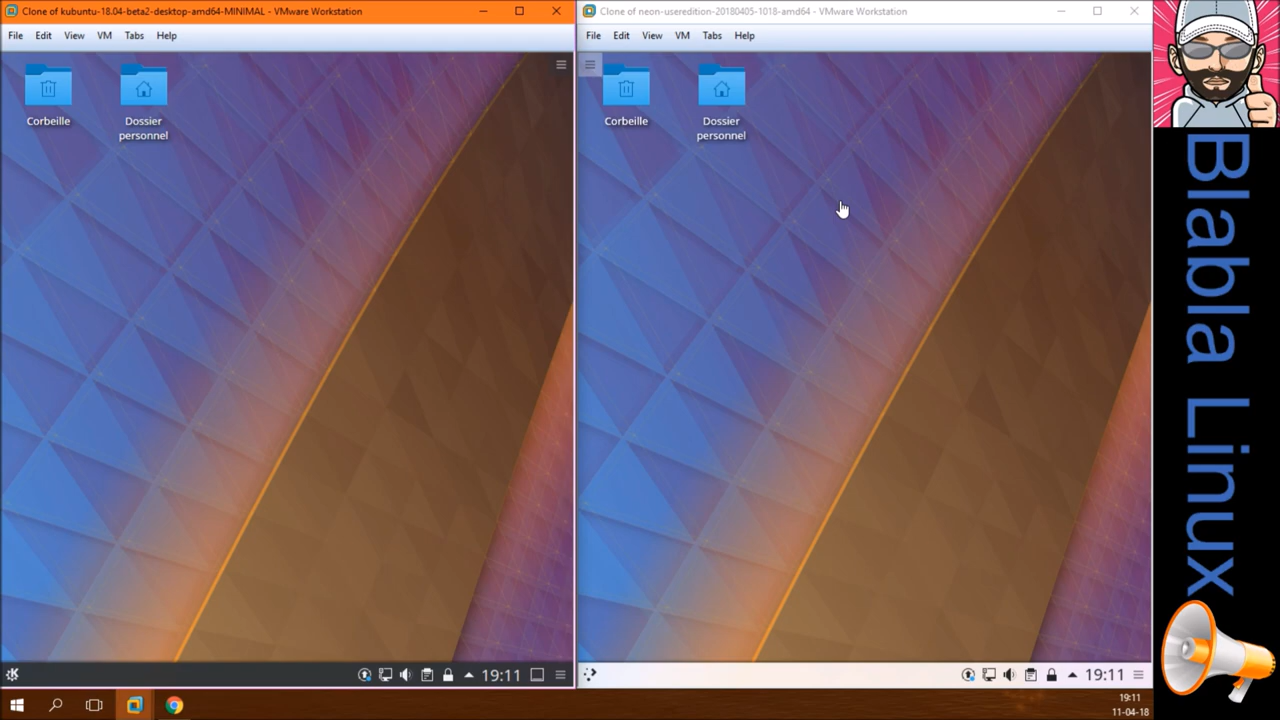 Clone of kubuntu-18.04-beta2-desktop-amd64-MINIMAL - VMware Workstation
File Edit View VM Tabs Help
Corbeille
Dossier
personnel
19:11
Clone of neon-useredition-20180405-1018-amd64 - VMware Workstation
File Edit View VM Tabs Help
Corbeille
Dossier
personnel
19:11
Blabla Linux
19:11
11-04-18